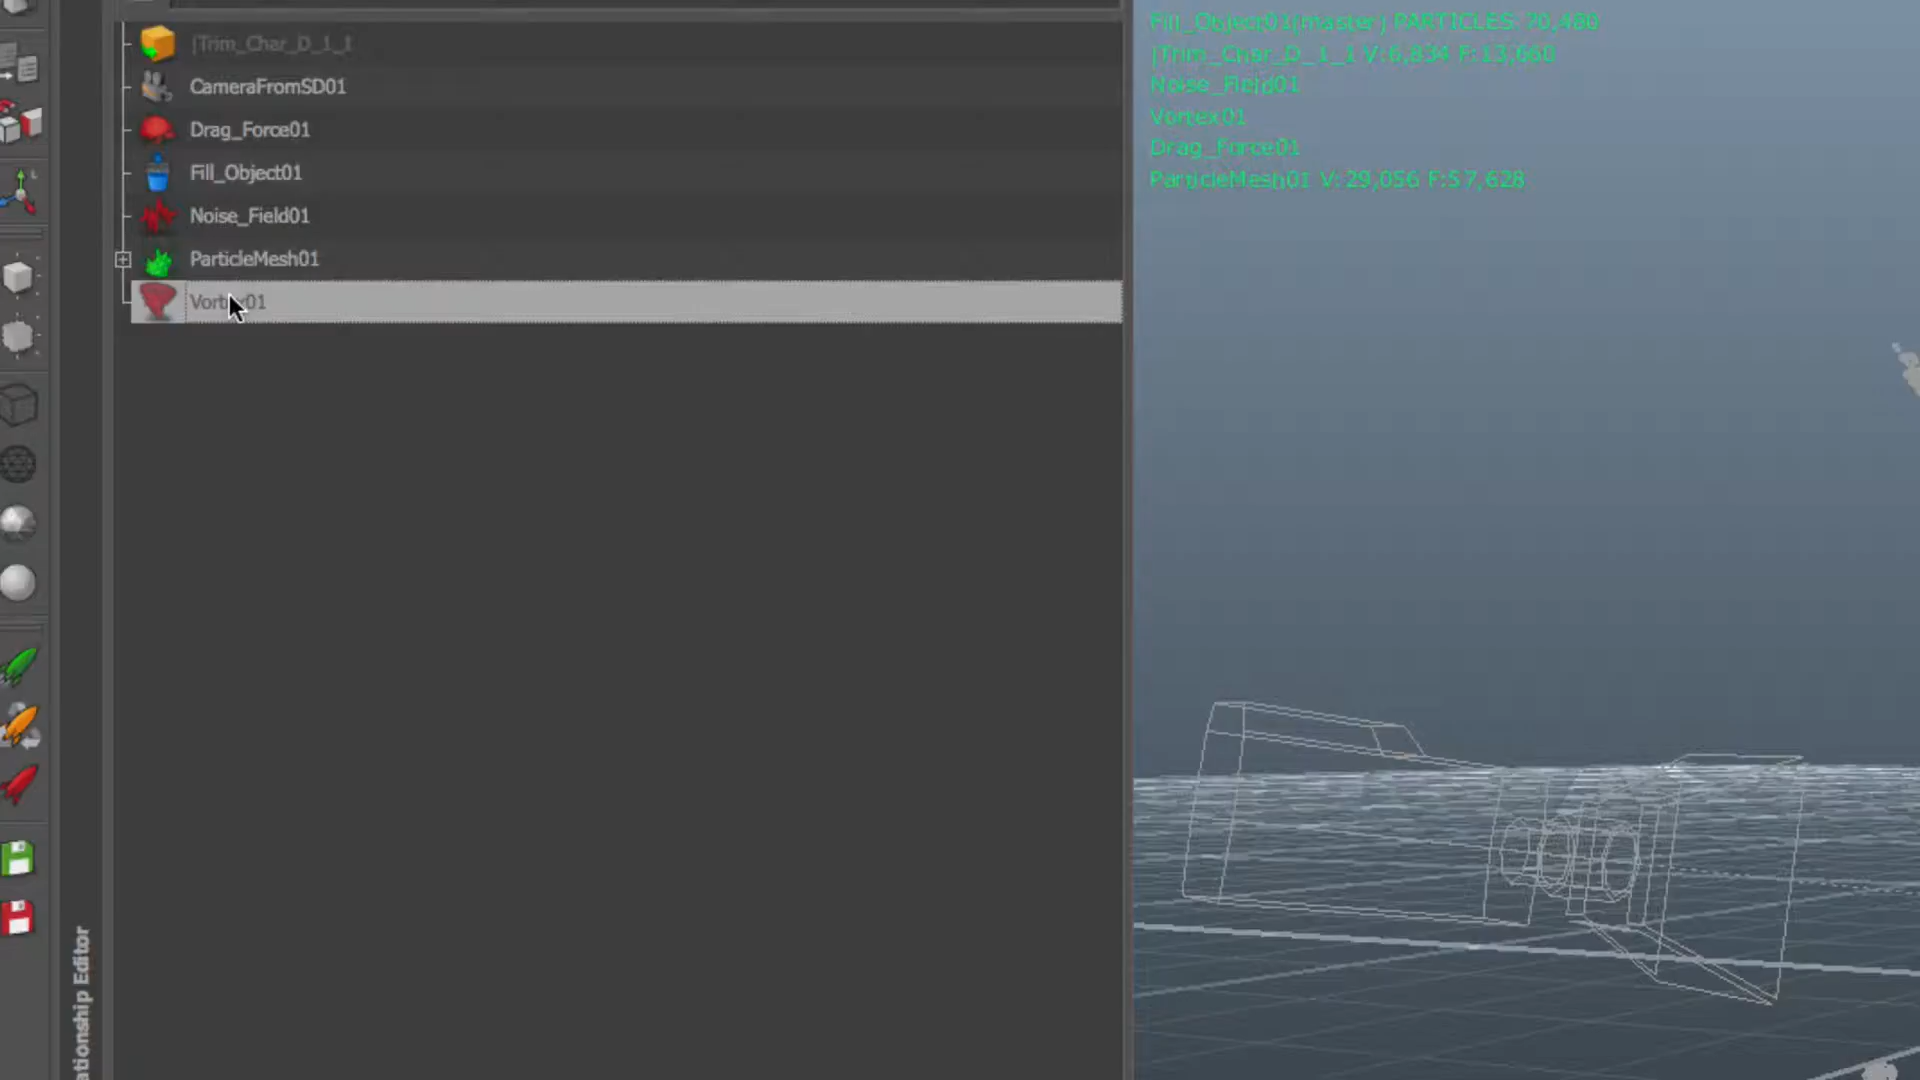 |Trim_Char_D_1_1
CameraFromSD01
Drag_Force01
Fill_Object01
Noise_Field01
ParticleMesh01
Vortex01
ationship Editor
Fill_Object01(master) PARTICLES: 70,480
|Trim_Char_D_1_1 V:6,834 F:13,660
Noise_Field01
Vortex01
Drag_Force01
ParticleMesh01 V:29,056 F:57,628